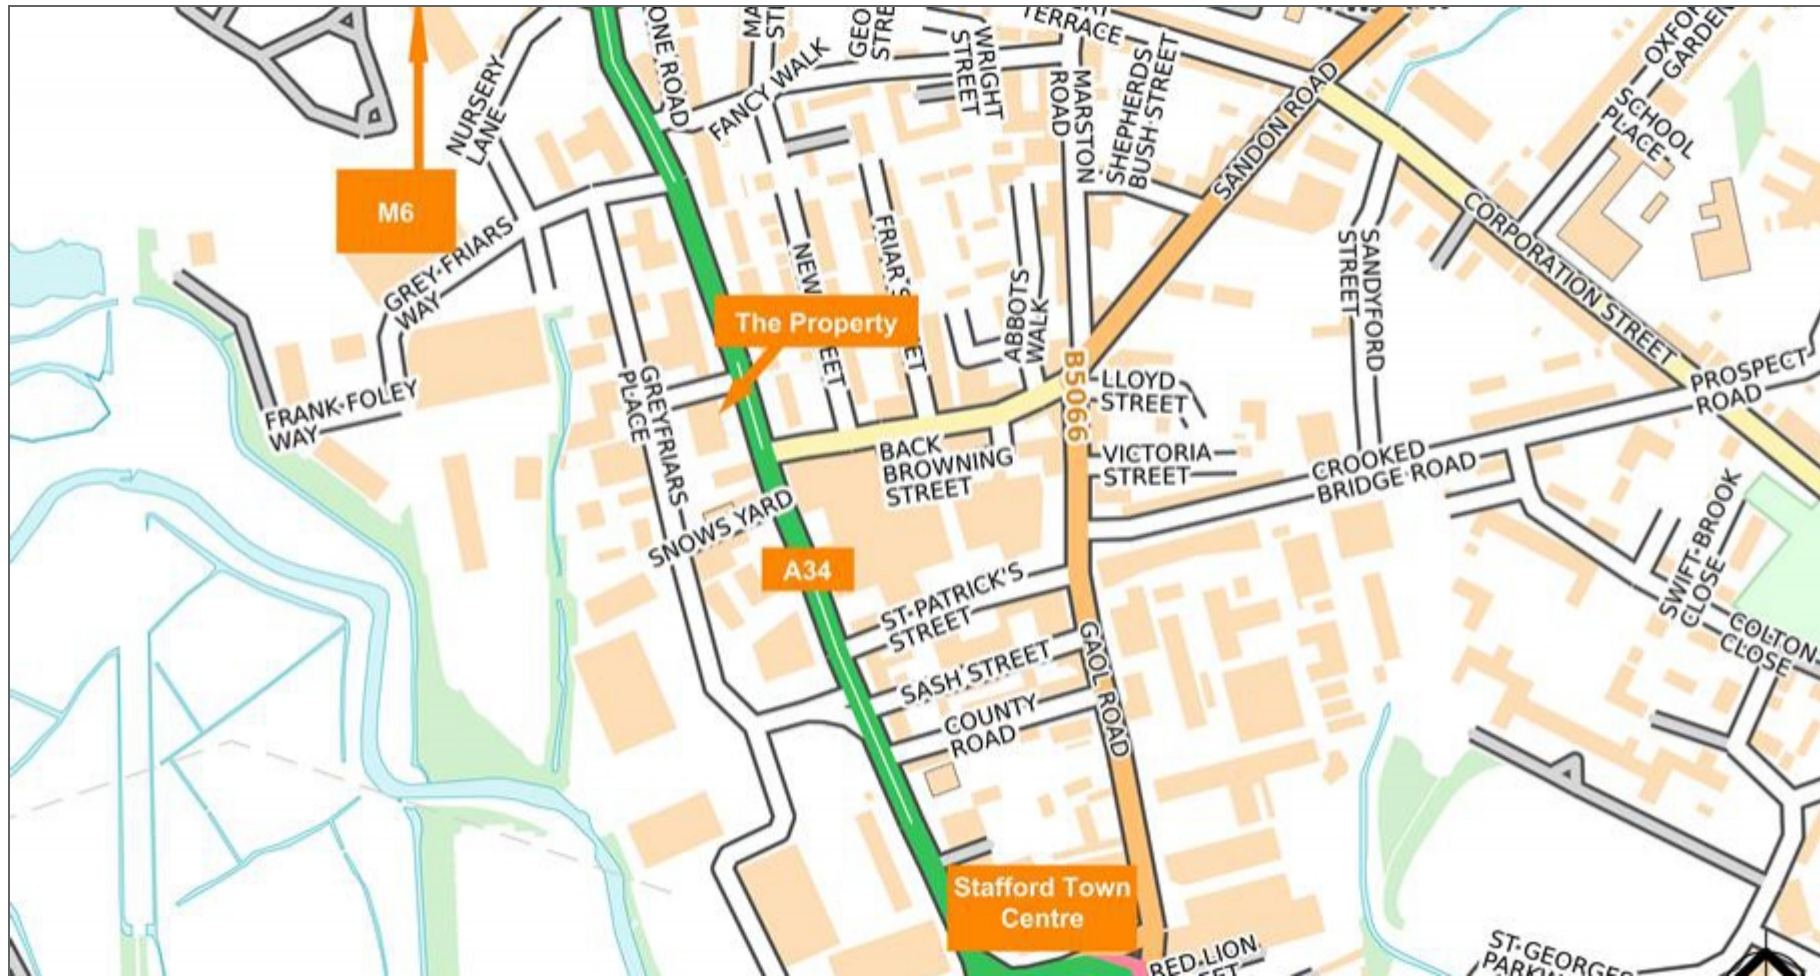 TERRACE
WRIGHT
STREET
FANCY WALK
NURSERY
LANE
MARSTON
ROAD
SHEPHERDS
BUSH STREET
SANDON ROAD
SCHOOL
PLACE
M6
GREY-FRIARS
WAY
CORPORATION STREET
SANDYFORD
STREET
ABBOTS
WALK
The Property
B5066
LLOYD
STREET
PROSPECT
ROAD
FRANK-FOLEY
WAY
GREYFRIARS
PLACE
BACK
BROWNING
STREET
VICTORIA
STREET
CROOKED
BRIDGE ROAD
SNOWS YARD
A34
SWIFT-BROOK
CLOSE
ST-PATRICK'S
STREET
SASH STREET
COUNTY
ROAD
GAOL ROAD
CLOSE
Stafford Town
Centre
RED LION